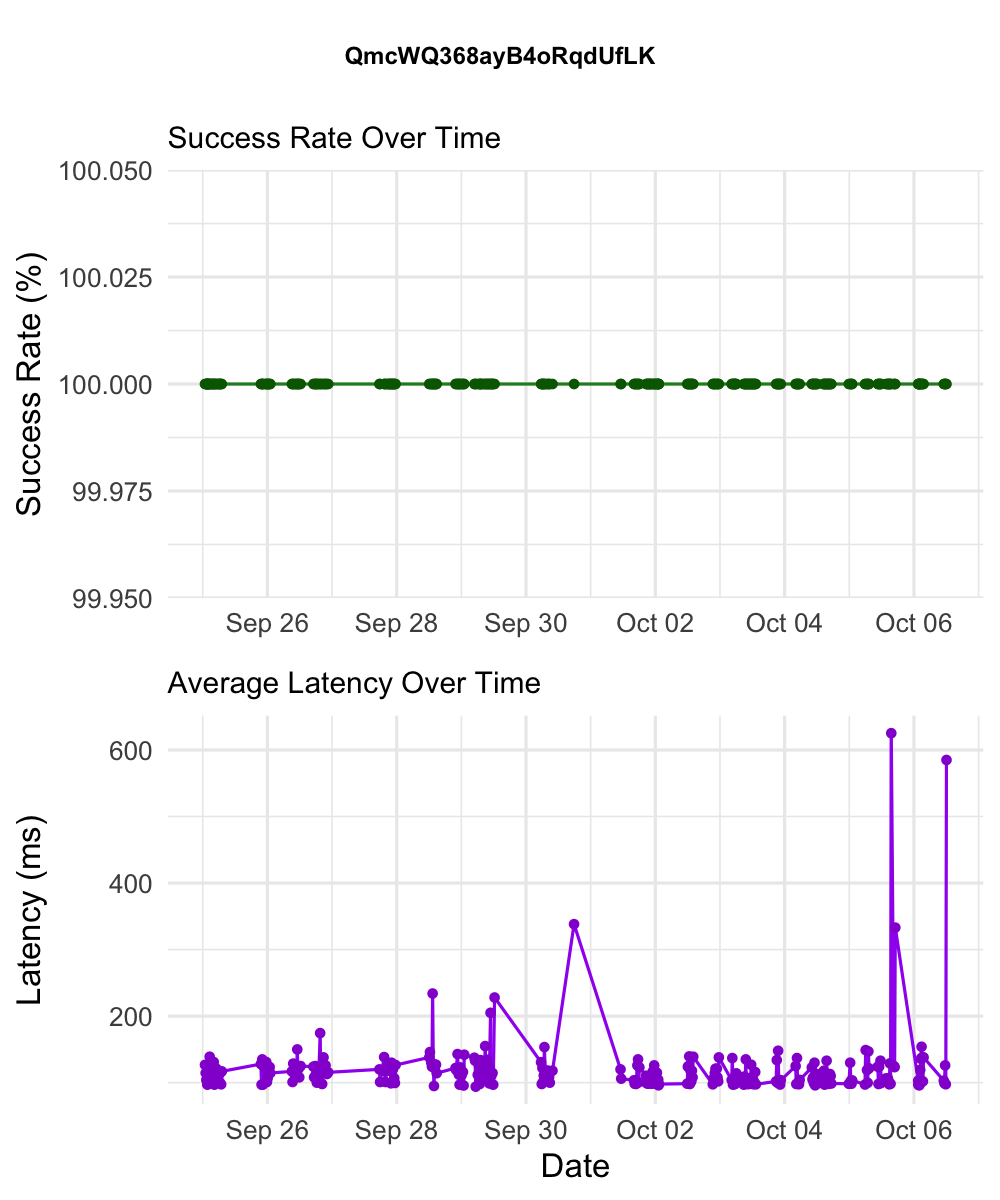 QmcWQ368ayB4oRqdUfLK
Success Rate Over Time
100.050
100.025
100.000
99.975
99.950
Success Rate (%)
Sep 26 Sep 28 Sep 30 Oct 02 Oct 04 Oct 06
Average Latency Over Time
600
400
200
Latency (ms)
Sep 26 Sep 28 Sep 30 Oct 02 Oct 04 Oct 06
Date